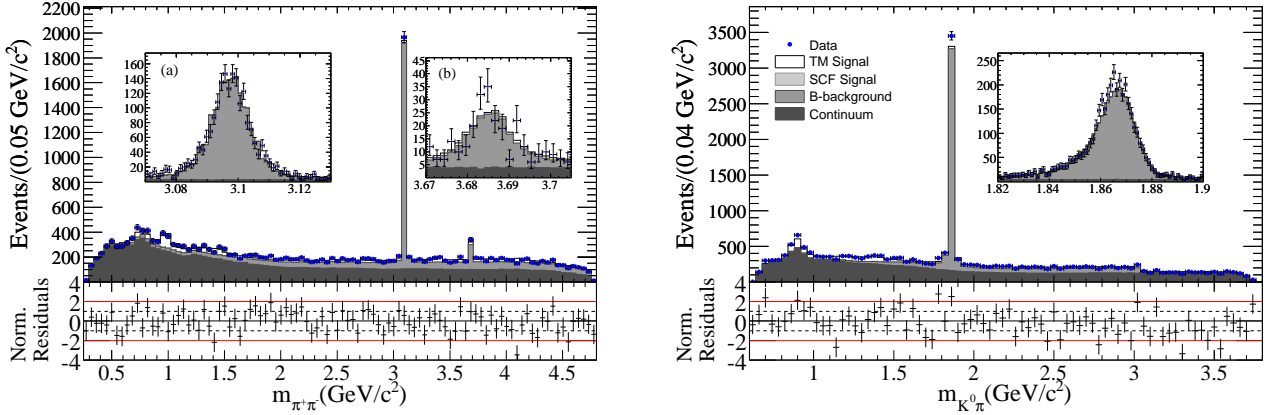 Events/(0.05 GeV/c²)
2200
2000
1800
1600
1400
1200
1000
800
600
400
200
(a)
160
140
120
100
80
60
40
20
3.08 3.1 3.12
(b)
45
40
35
30
25
20
15
10
5
3.67 3.68 3.69 3.7
Norm.
Residuals
4
2
0
-2
-4
0.5 1 1.5 2 2.5 3 3.5 4 4.5
m_π⁺π⁻(GeV/c²)
Events/(0.04 GeV/c²)
3500
3000
2500
2000
1500
1000
500
Data
TM Signal
SCF Signal
B-background
Continuum
250
200
150
100
50
1.82 1.84 1.86 1.88 1.9
Norm.
Residuals
4
2
0
-2
-4
1 1.5 2 2.5 3 3.5
m_K⁰π(GeV/c²)